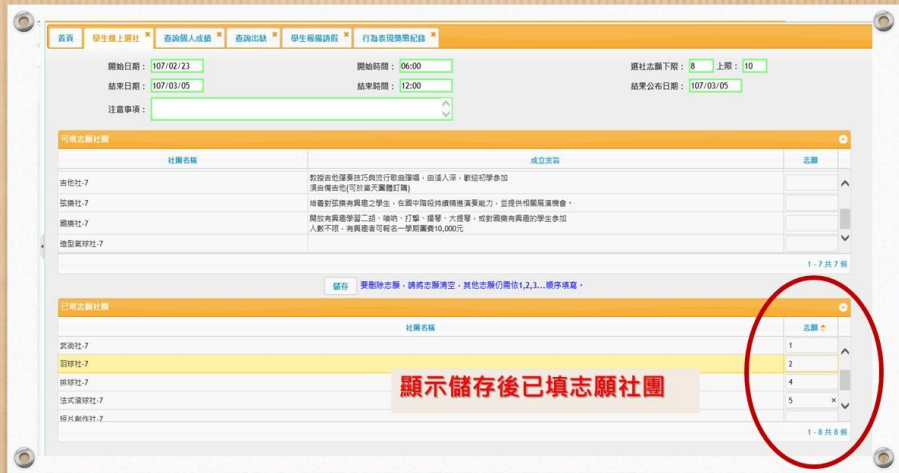 首頁 學生線上選社 × 查詢個人成績 × 查詢出缺 × 學生報備請假 × 行為表現獎懲紀錄 ×
開始日期: 107/02/23 開始時間: 06:00 選社志願下限: 8 上限: 10
結束日期: 107/03/05 結束時間: 12:00 結果公布日期: 107/03/05
注意事項:
可填志願社團
社團名稱 成立宗旨 志願
吉他社-7 教授吉他彈奏技巧與流行歌曲彈唱,由淺入深,歡迎初學參加
須自備吉他(可於當天團體訂購)
弦樂社-7 培養對弦樂有興趣之學生,在國中階段持續精進演奏能力,並提供相關展演機會。
國樂社-7 開放有興趣學習二胡、嗩吶、打擊、揚琴、大提琴,或對國樂有興趣的學生參加
人數不限,有興趣者可報名一學期團費10,000元
造型氣球社-7
1 - 7 共 7 條
儲存 要刪除志願,請將志願清空,其他志願仍需依1,2,3...順序填寫。
已填志願社團
社團名稱 志願
武術社-7 1
羽球社-7 2
排球社-7 4
法式滾球社-7 5 ×
短片創作社-7
顯示儲存後已填志願社團
1 - 8 共 8 條